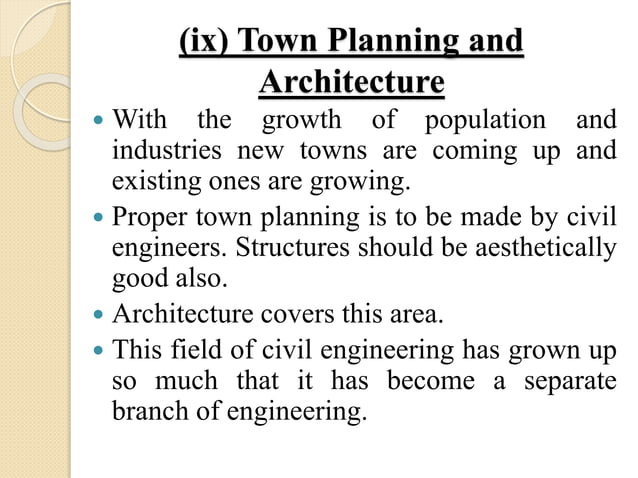 (ix) Town Planning and
Architecture
• With the growth of population and
industries new towns are coming up and
existing ones are growing.
• Proper town planning is to be made by civil
engineers. Structures should be aesthetically
good also.
• Architecture covers this area.
• This field of civil engineering has grown up
so much that it has become a separate
branch of engineering.